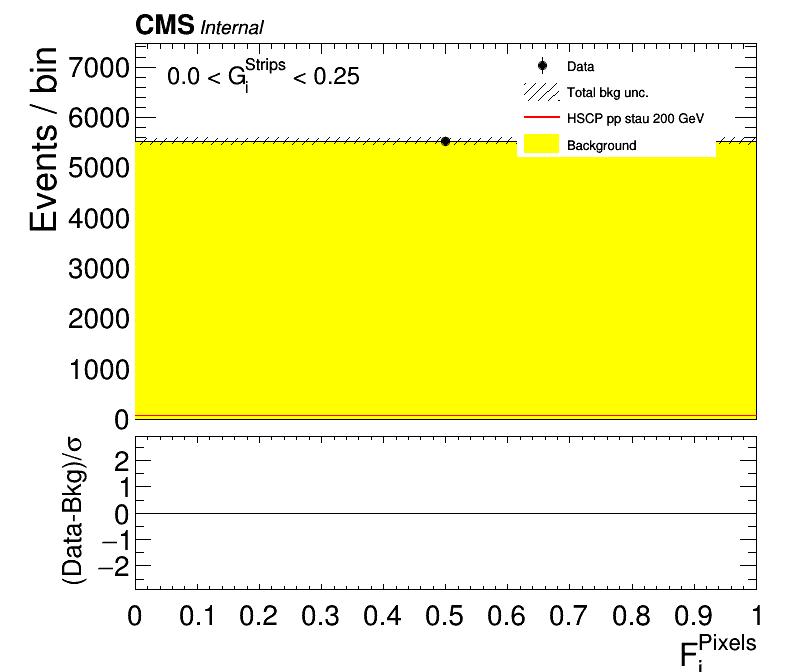 CMS Internal
Events / bin
7000
6000
5000
4000
3000
2000
1000
0
0.0 < G_i^Strips < 0.25
Data
Total bkg unc.
HSCP pp stau 200 GeV
Background
(Data-Bkg)/σ
2
1
0
−1
−2
0 0.1 0.2 0.3 0.4 0.5 0.6 0.7 0.8 0.9 1
F_i^Pixels